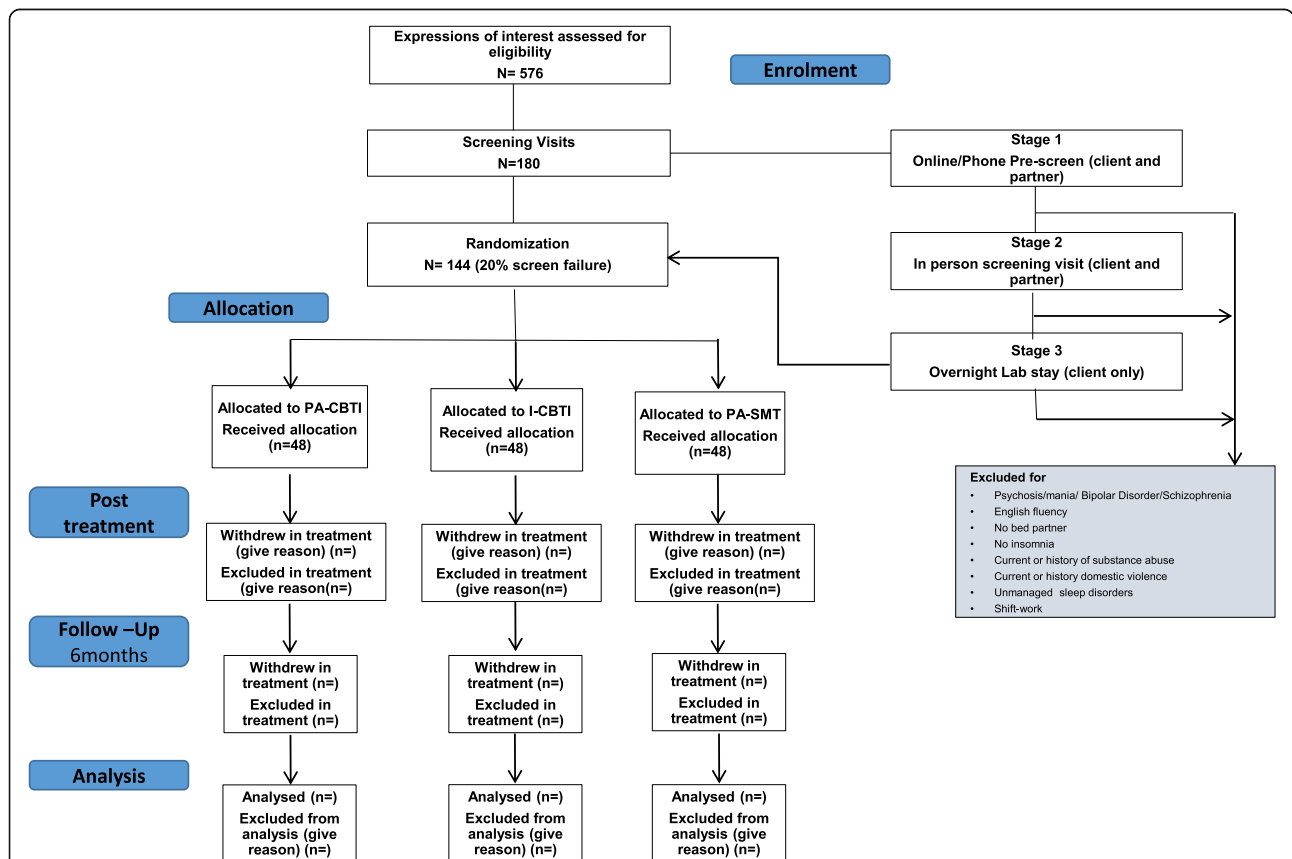 Expressions of interest assessed for
eligibility
N= 576
Enrolment
Screening Visits
N=180
Stage 1
Online/Phone Pre-screen (client and
partner)
Randomization
N= 144 (20% screen failure)
Stage 2
In person screening visit (client and
partner)
Allocation
Stage 3
Overnight Lab stay (client only)
Allocated to PA-CBTI
Received allocation
(n=48)
Allocated to I-CBTI
Received allocation
(n=48)
Allocated to PA-SMT
Received allocation
(n=48)
Excluded for
• Psychosis/mania/ Bipolar Disorder/Schizophrenia
• English fluency
• No bed partner
• No insomnia
• Current or history of substance abuse
• Current or history domestic violence
• Unmanaged sleep disorders
• Shift-work
Post
treatment
Withdrew in treatment
(give reason) (n=)
Excluded in treatment
(give reason(n=)
Withdrew in treatment
(give reason) (n=)
Excluded in treatment
(give reason(n=)
Withdrew in treatment
(give reason) (n=)
Excluded in treatment
(give reason(n=)
Follow –Up
6months
Withdrew in
treatment (n=)
Excluded in
treatment (n=)
Withdrew in
treatment (n=)
Excluded in
treatment (n=)
Withdrew in
treatment (n=)
Excluded in
treatment (n=)
Analysis
Analysed (n=)
Excluded from
analysis (give
reason) (n=)
Analysed (n=)
Excluded from
analysis (give
reason) (n=)
Analysed (n=)
Excluded from
analysis (give
reason) (n=)